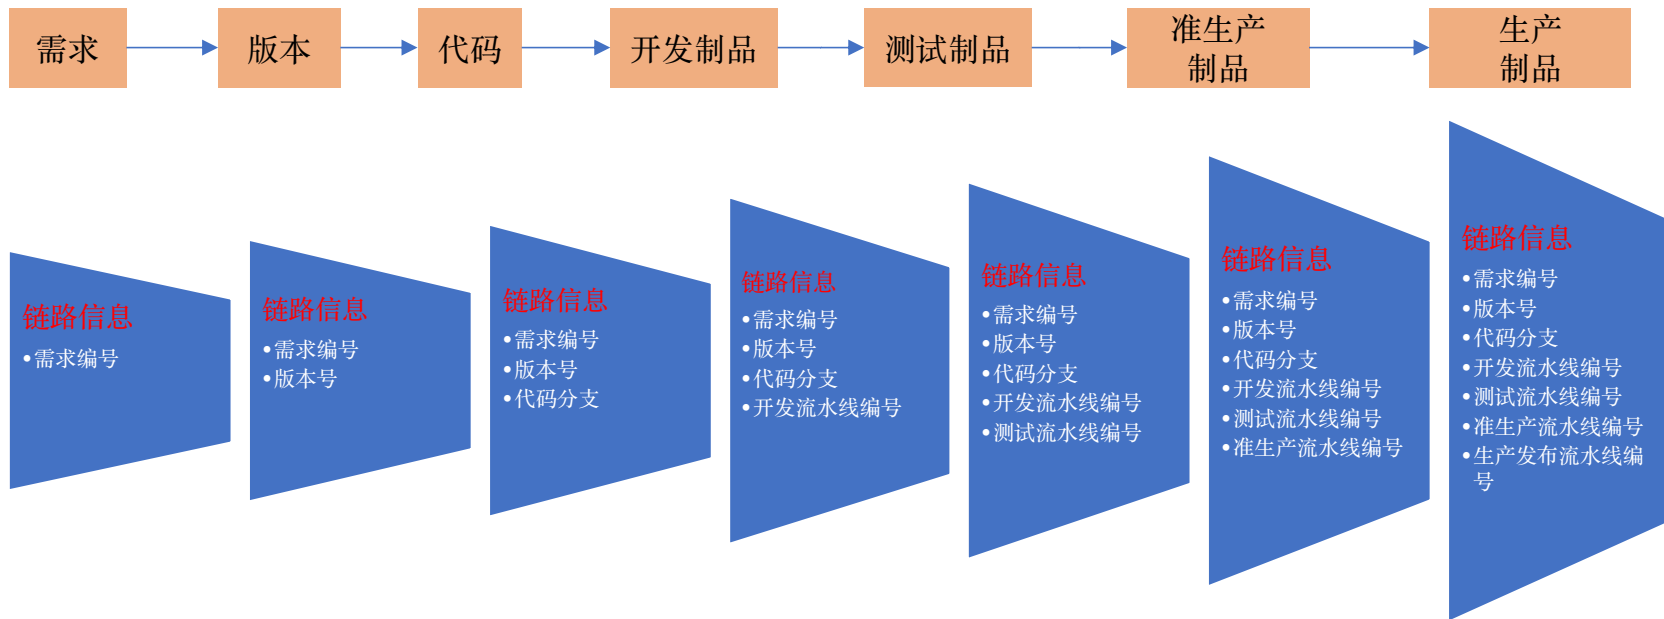 需求
版本
代码
开发制品
测试制品
准生产
制品
生产
制品
链路信息
•需求编号
链路信息
•需求编号
•版本号
链路信息
•需求编号
•版本号
•代码分支
链路信息
•需求编号
•版本号
•代码分支
•开发流水线编号
链路信息
•需求编号
•版本号
•代码分支
•开发流水线编号
•测试流水线编号
链路信息
•需求编号
•版本号
•代码分支
•开发流水线编号
•测试流水线编号
•准生产流水线编号
链路信息
•需求编号
•版本号
•代码分支
•开发流水线编号
•测试流水线编号
•准生产流水线编号
•生产发布流水线编
号